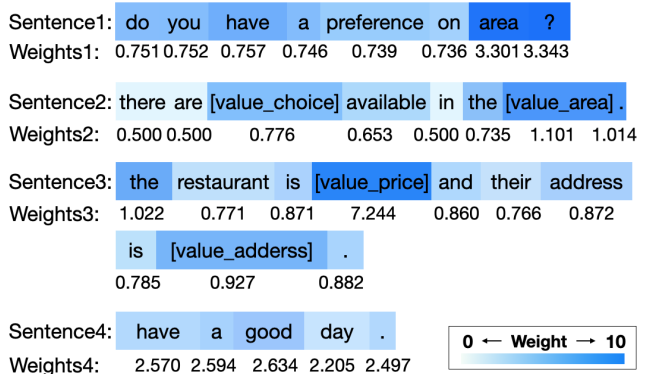 Sentence1: do you have a preference on area ?
Weights1: 0.751 0.752 0.757 0.746 0.739 0.736 3.301 3.343
Sentence2: there are [value_choice] available in the [value_area] .
Weights2: 0.500 0.500 0.776 0.653 0.500 0.735 1.101 1.014
Sentence3: the restaurant is [value_price] and their address
Weights3: 1.022 0.771 0.871 7.244 0.860 0.766 0.872
is [value_adderss] .
0.785 0.927 0.882
Sentence4: have a good day .
Weights4: 2.570 2.594 2.634 2.205 2.497
0 ← Weight → 10